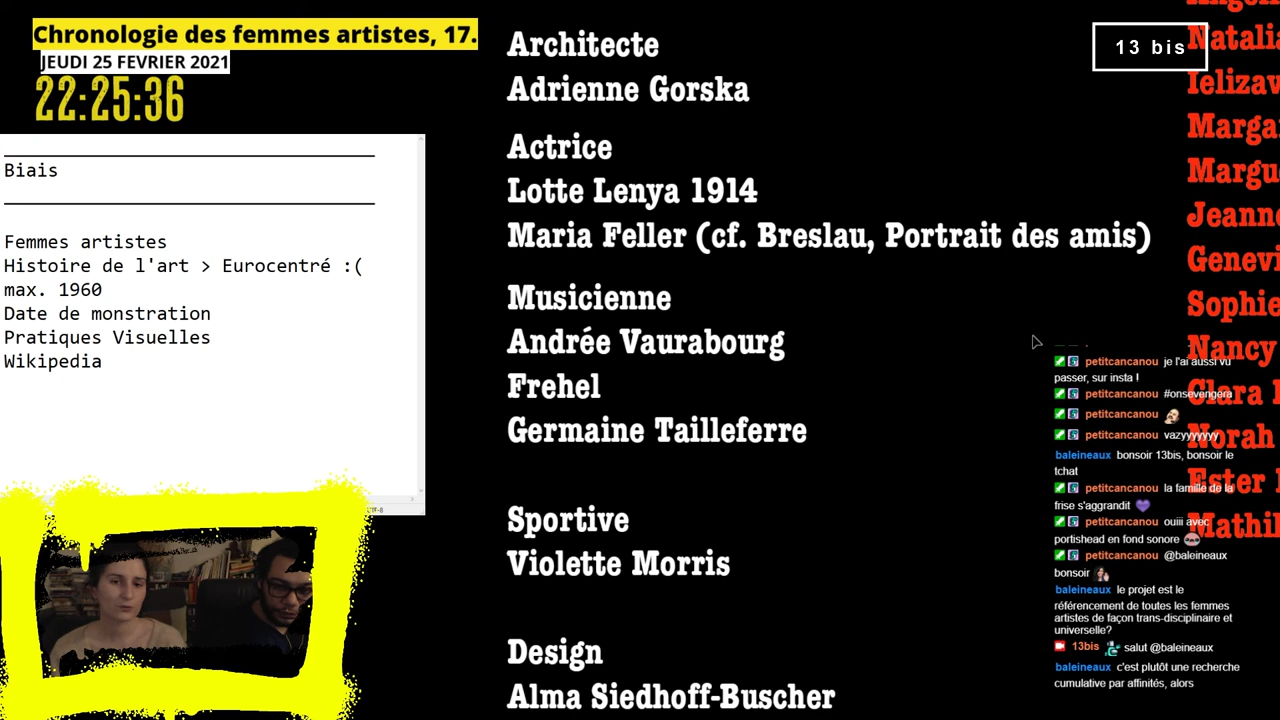 Chronologie des femmes artistes, 17.
JEUDI 25 FEVRIER 2021
22:25:36
Biais
Femmes artistes
Histoire de l'art > Eurocentré :(
max. 1960
Date de monstration
Pratiques Visuelles
Wikipedia
Architecte
Adrienne Gorska
Actrice
Lotte Lenya 1914
Maria Feller (cf. Breslau, Portrait des amis)
Musicienne
Andrée Vaurabourg
Frehel
Germaine Tailleferre
Sportive
Violette Morris
Design
Alma Siedhoff-Buscher
13 bis
Natalia
Ielizav
Marga
Margu
Jeanne
Genevi
Sophie
Nancy
Clara
Norah
Ester
Mathil
petitcancanou je l'ai aussi vu
passer, sur insta !
petitcancanou #onsevengera
petitcancanou
petitcancanou vazyyyyyyy
baleineaux bonsoir 13bis, bonsoir le
tchat
petitcancanou la famille de la
frise s'aggrandit
petitcancanou ouiii avec
portishead en fond sonore
petitcancanou @baleineaux
bonsoir
baleineaux le projet est le
référencement de toutes les femmes
artistes de façon trans-disciplinaire et
universelle?
13bis salut @baleineaux
baleineaux c'est plutôt une recherche
cumulative par affinités, alors